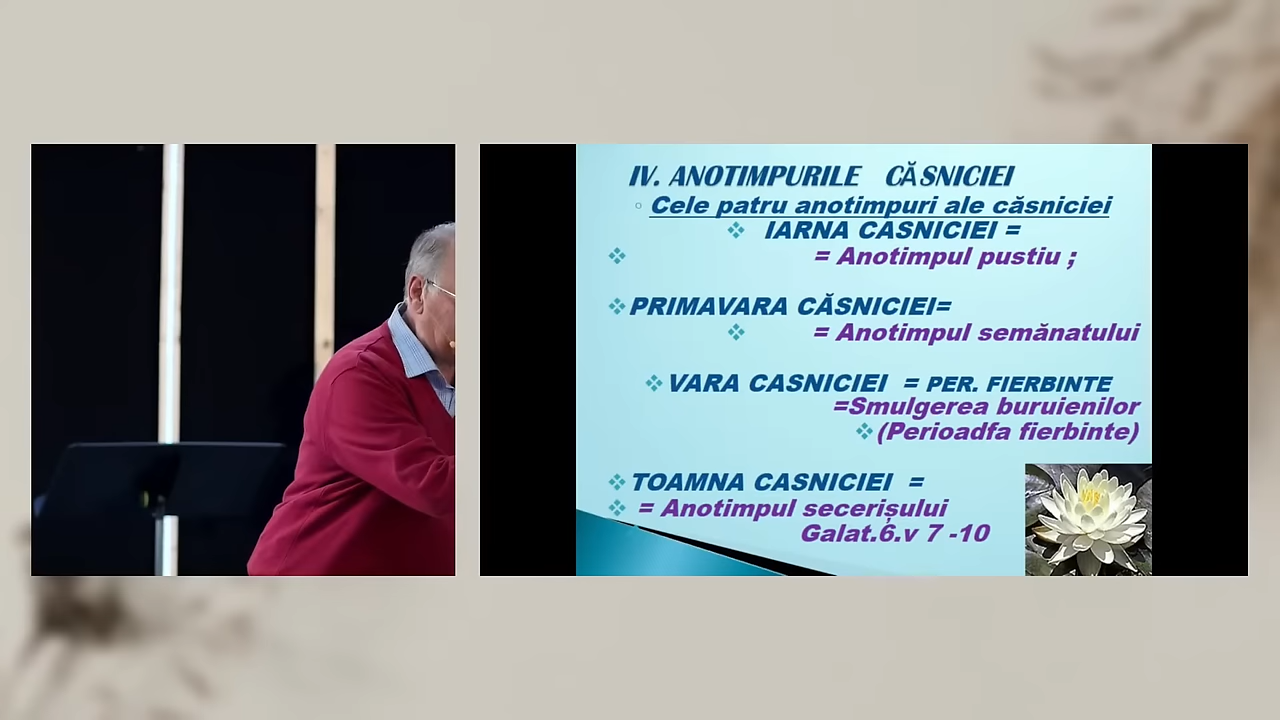 IV. ANOTIMPURILE CĂSNICIEI
Cele patru anotimpuri ale căsniciei
IARNA CASNICIEI =
= Anotimpul pustiu ;
PRIMAVARA CĂSNICIEI=
= Anotimpul semănatului
VARA CASNICIEI = PER. FIERBINTE
=Smulgerea buruienilor
(Perioadfa fierbinte)
TOAMNA CASNICIEI =
= Anotimpul secerișului
Galat.6.v 7 -10